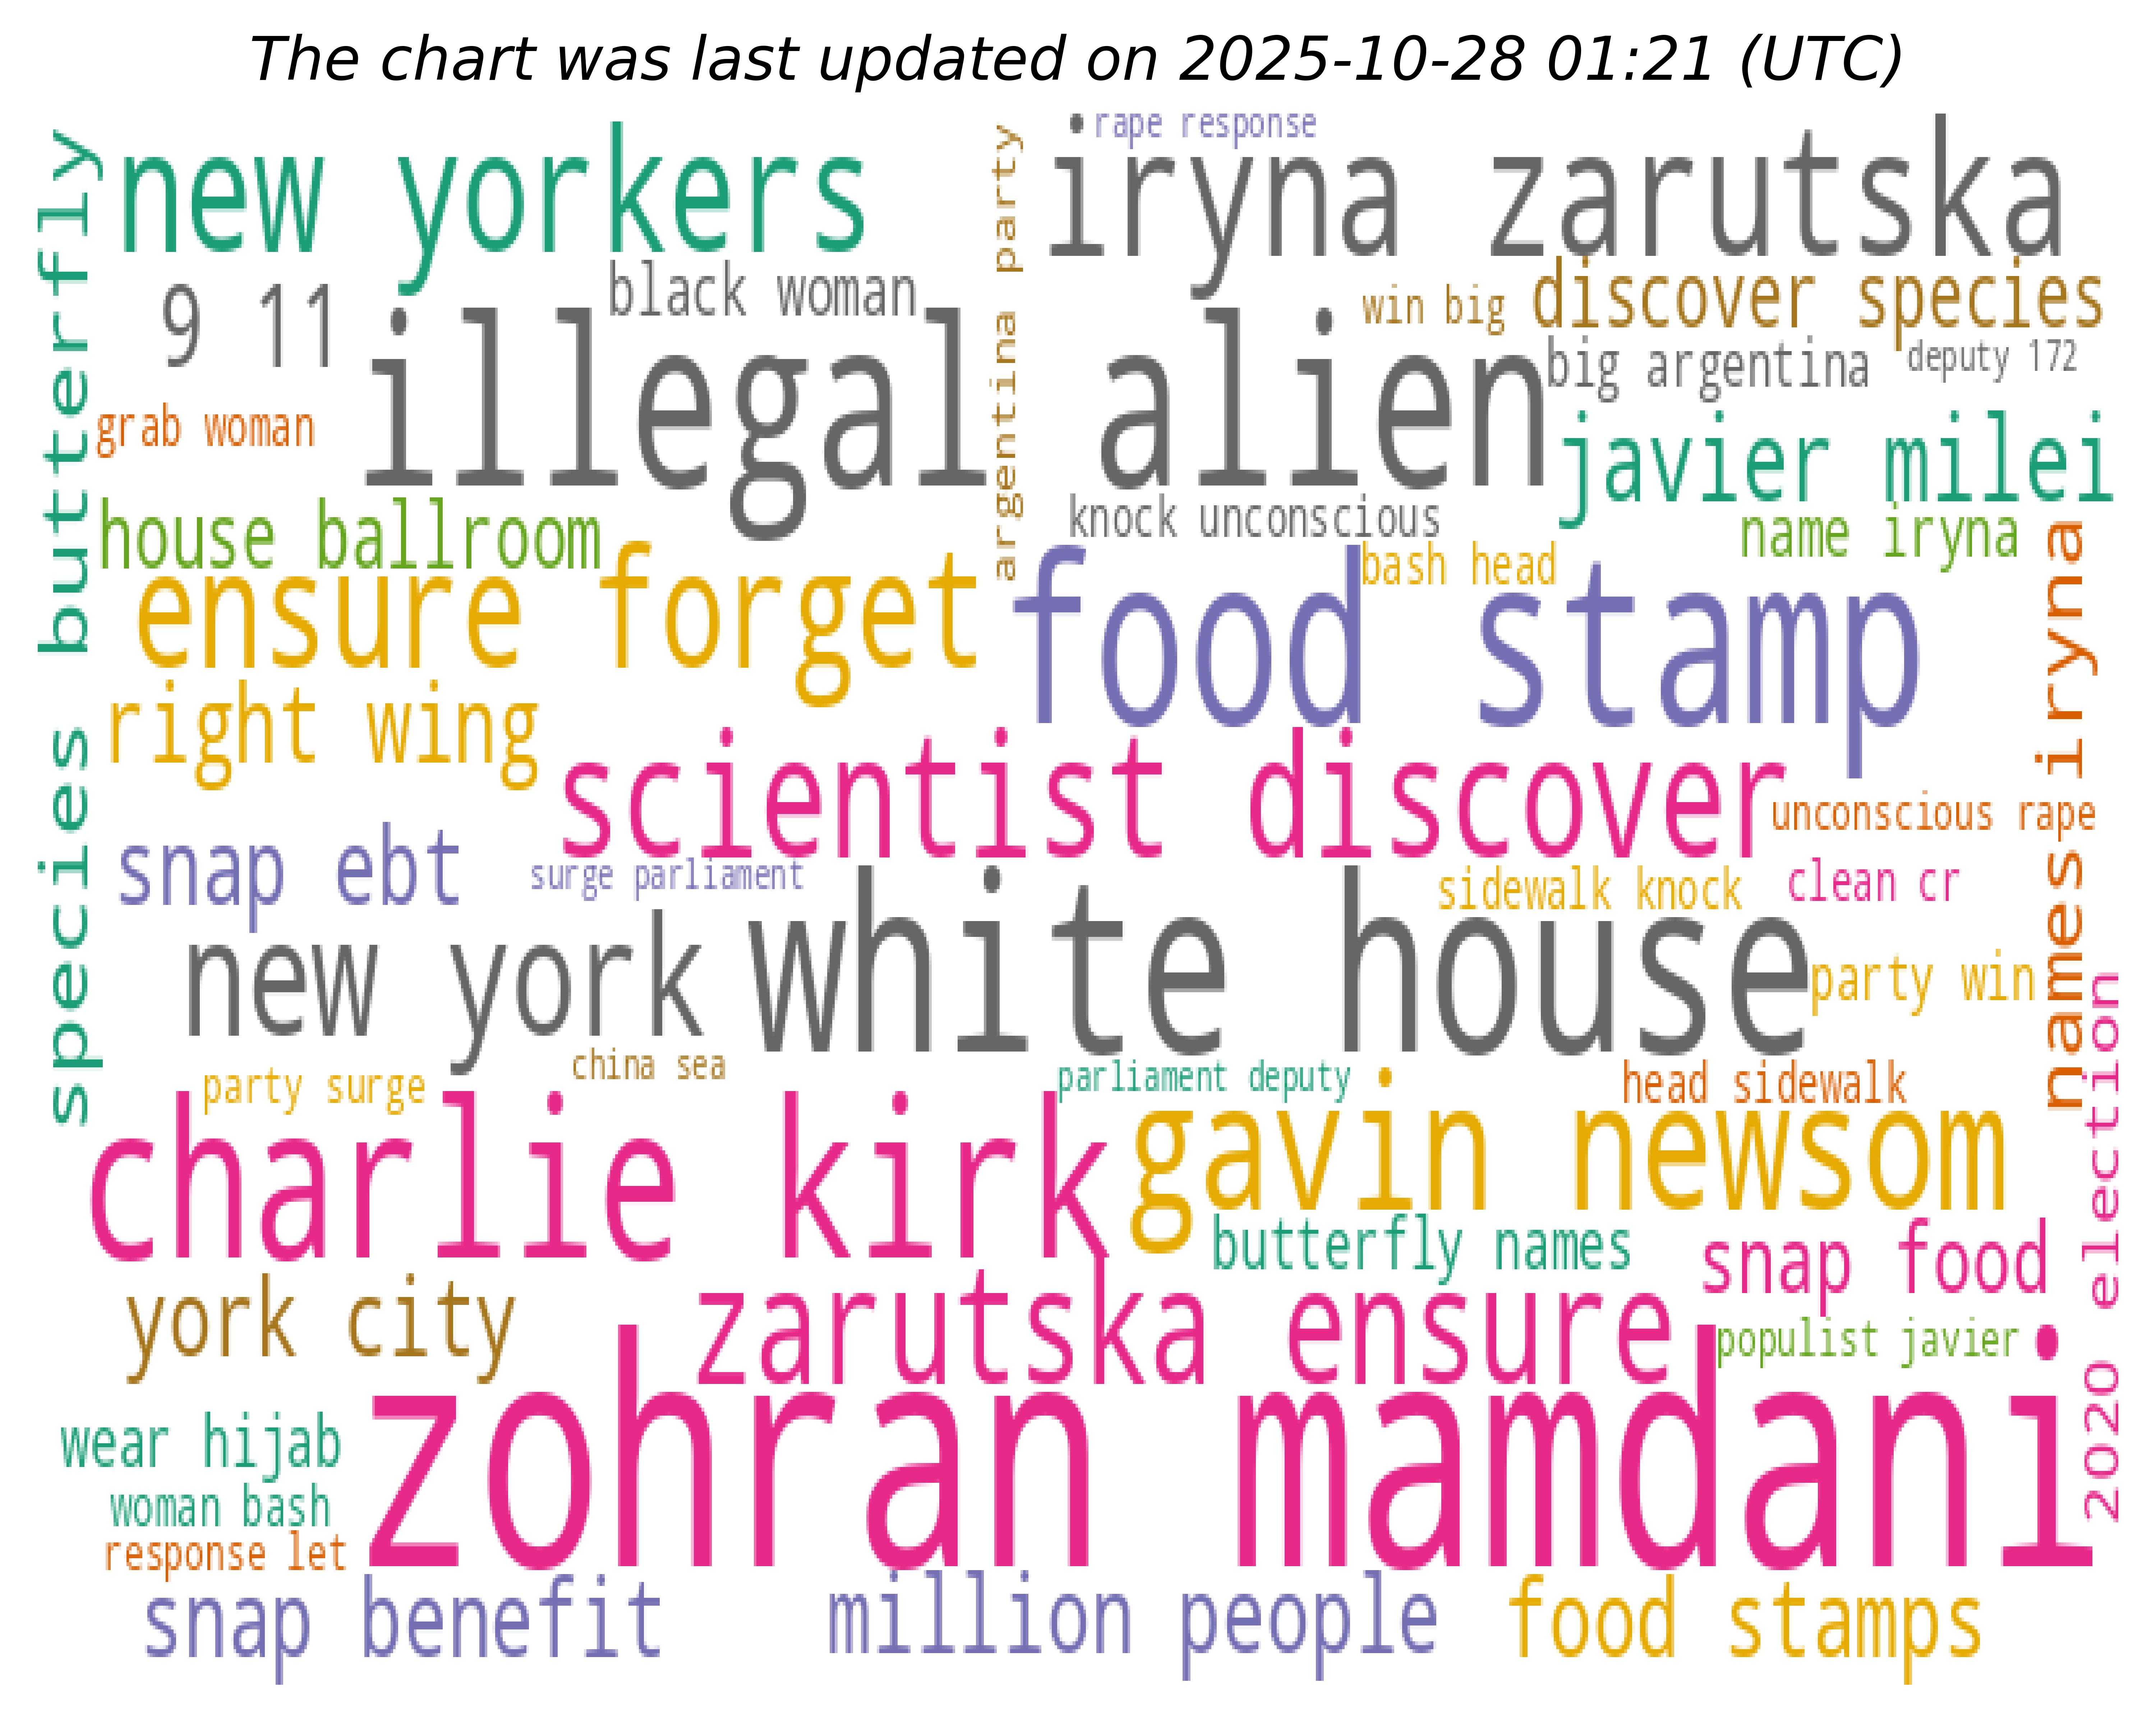 The chart was last updated on 2025-10-28 01:21 (UTC)
rape response
new yorkers
iryna zarutska
species butterfly
argentina party
black woman
9 11
win big
discover species
illegal alien
big argentina
deputy 172
grab woman
javier milei
house ballroom
knock unconscious
name iryna
bash head
ensure forget
food stamp
names iryna
right wing
scientist discover
unconscious rape
snap ebt
surge parliament
sidewalk knock
clean cr
new york
white house
party win
china sea
party surge
parliament deputy
head sidewalk
charlie kirk
gavin newsom
2020 election
butterfly names
snap food
york city
zarutska ensure
populist javier
wear hijab
zohran mamdani
woman bash
response let
snap benefit
million people
food stamps